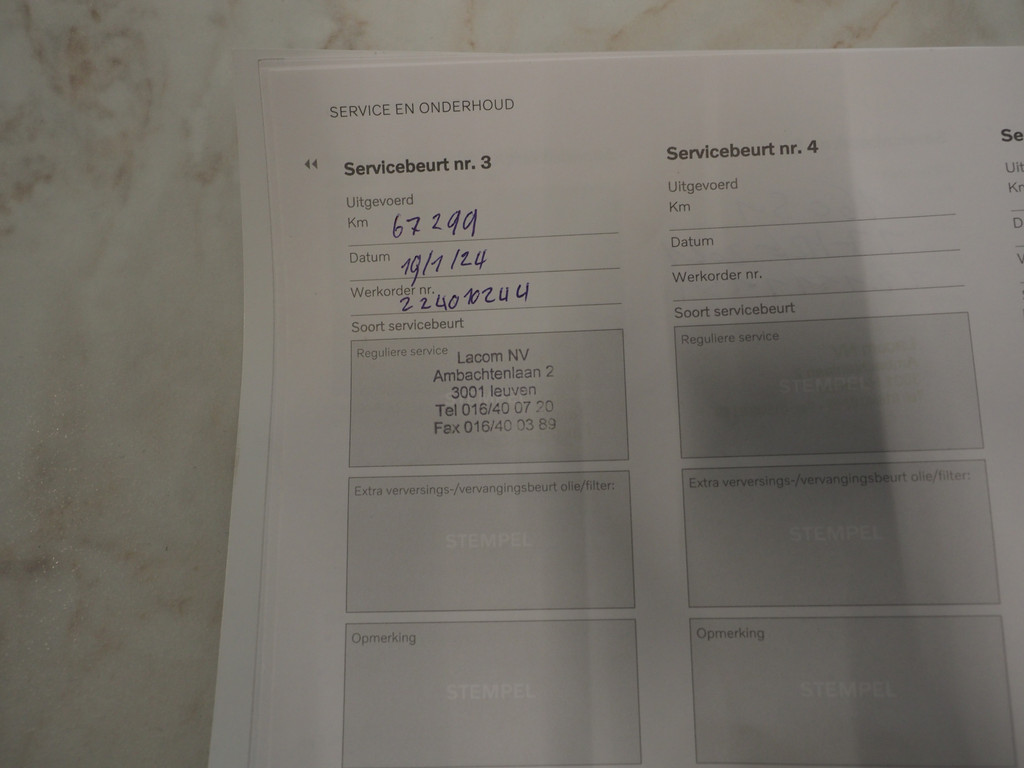 SERVICE EN ONDERHOUD
Servicebeurt nr. 3
Uitgevoerd
Km 67 299
Datum 19/1/24
Werkorder nr. 224010244
Soort servicebeurt
Reguliere service
Lacom NV
Ambachtenlaan 2
3001 leuven
Tel 016/40 07 20
Fax 016/40 03 89
Extra verversings-/vervangingsbeurt olie/filter:
STEMPEL
Opmerking
STEMPEL
Servicebeurt nr. 4
Uitgevoerd
Km
Datum
Werkorder nr.
Soort servicebeurt
Reguliere service
STEMPEL
Extra verversings-/vervangingsbeurt olie/filter:
STEMPEL
Opmerking
STEMPEL